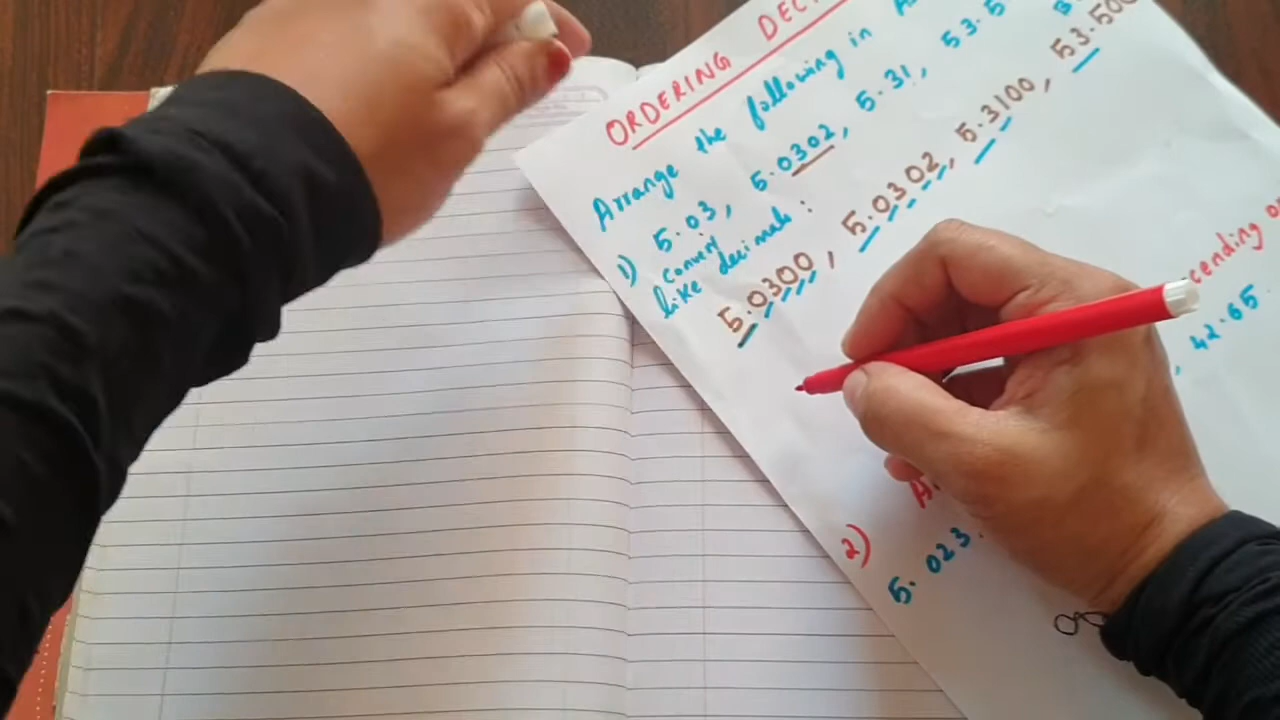 ORDERING
Arrange the following in
1) 5.03, 5.0302, 5.31, 53.5
Convert
like decimals:
5.0300, 5.0302, 5.3100, 53.500
cending
2) 5.023, 42.65